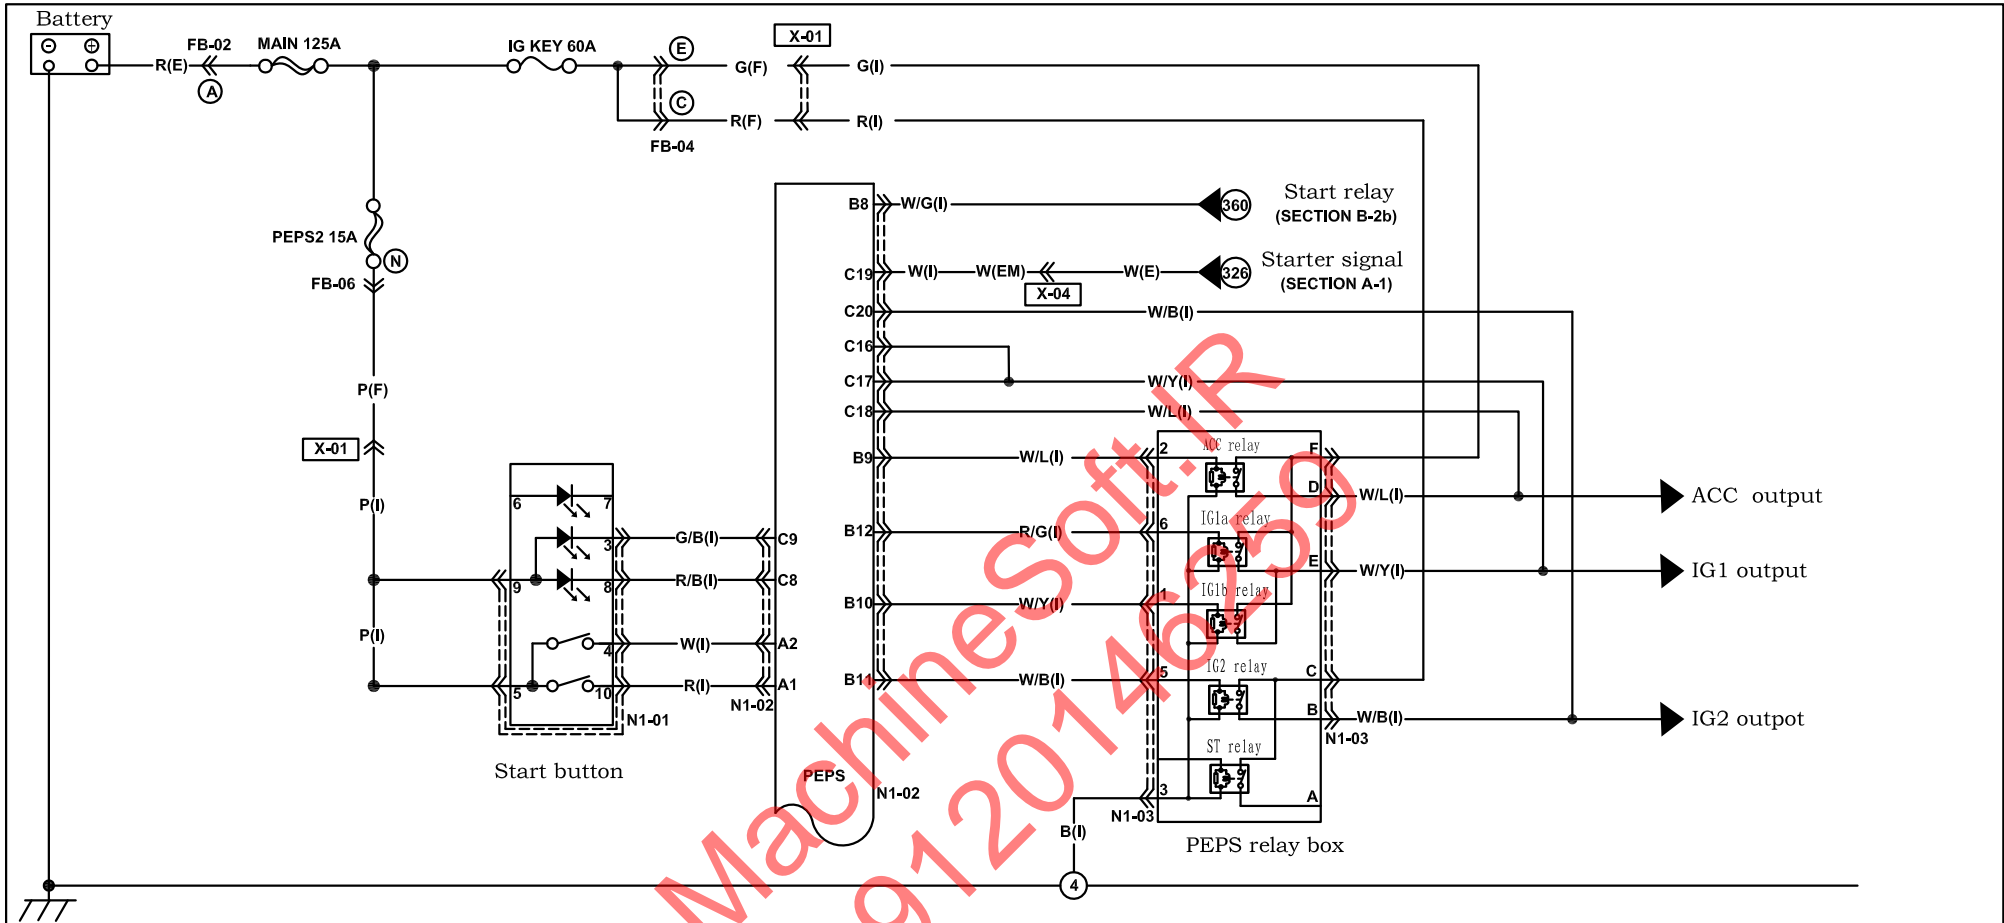 Battery
FB-02
MAIN 125A
IG KEY 60A
E
X-01
R(E)
A
G(F)
G(I)
C
R(F)
R(I)
FB-04
PEPS2 15A
N
FB-06
P(F)
X-01
P(I)
P(I)
B8
W/G(I)
360
Start relay
(SECTION B-2b)
C19
W(I)
W(EM)
X-04
W(E)
326
Starter signal
(SECTION A-1)
C20
W/B(I)
C16
C17
W/Y(I)
C18
W/L(I)
B9
W/L(I)
B12
R/G(I)
B10
W/Y(I)
B11
W/B(I)
6
7
3
9
8
4
5
10
N1-01
Start button
G/B(I)
C9
R/B(I)
C8
W(I)
A2
R(I)
A1
N1-02
PEPS
N1-02
2
ACC relay
F
D
W/L(I)
ACC output
6
IG1a relay
E
W/Y(I)
IG1 output
1
IG1b relay
5
IG2 relay
C
B
W/B(I)
IG2 outpot
N1-03
ST relay
3
A
N1-03
B(I)
PEPS relay box
4
MachineSoft.IR
9120146259